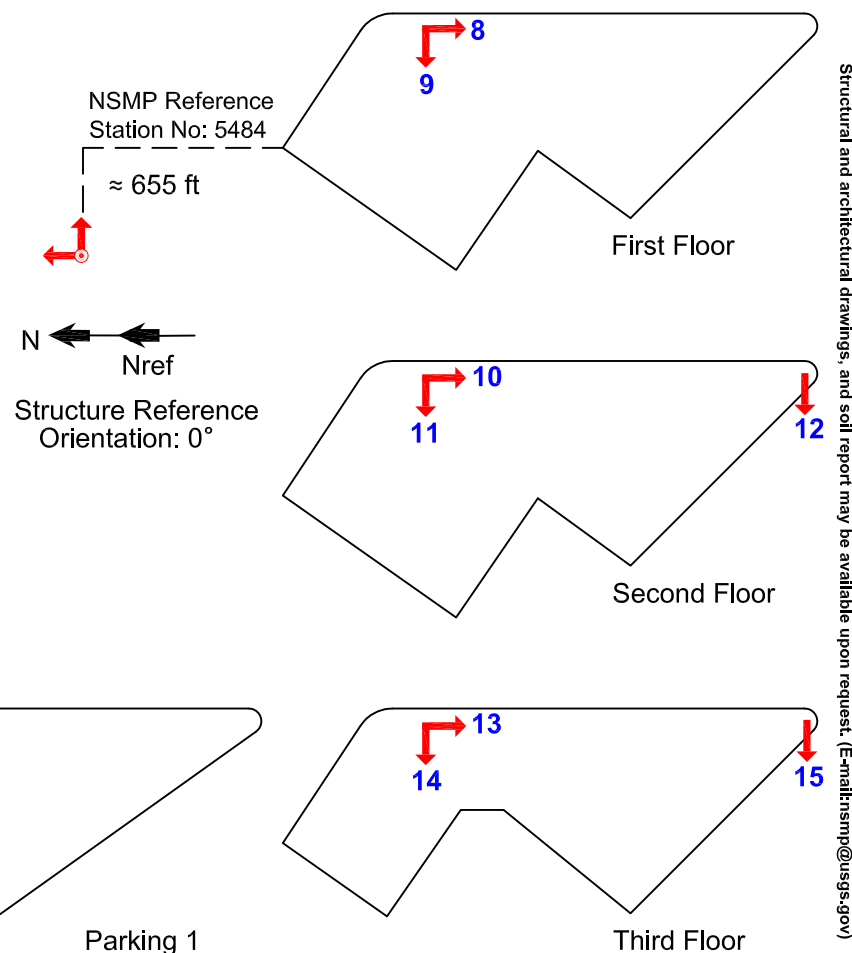 8
9
NSMP Reference
Station No: 5484
≈ 655 ft
First Floor
N
Nref
Structure Reference
Orientation: 0°
10
11
12
Second Floor
13
14
15
Parking 1
Third Floor
Structural and architectural drawings, and soil report may be available upon request. (E-mail:nsmp@usgs.gov)